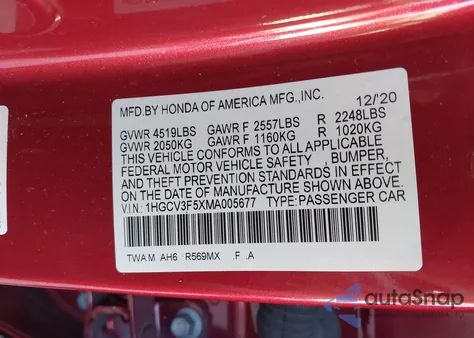 MFD.BY HONDA OF AMERICA MFG.,INC. 12/20
GVWR 4519LBS GAWR F 2557LBS R 2248LBS
GVWR 2050KG GAWR F 1160KG R 1020KG
THIS VEHICLE CONFORMS TO ALL APPLICABLE
FEDERAL MOTOR VEHICLE SAFETY , BUMPER,
AND THEFT PREVENTION STANDARDS IN EFFECT
ON THE DATE OF MANUFACTURE SHOWN ABOVE.
V.I.N.: 1HGCV3F5XMA005677 TYPE:PASSENGER CAR
TWA M AH6 R569MX .F .A
autoSnap